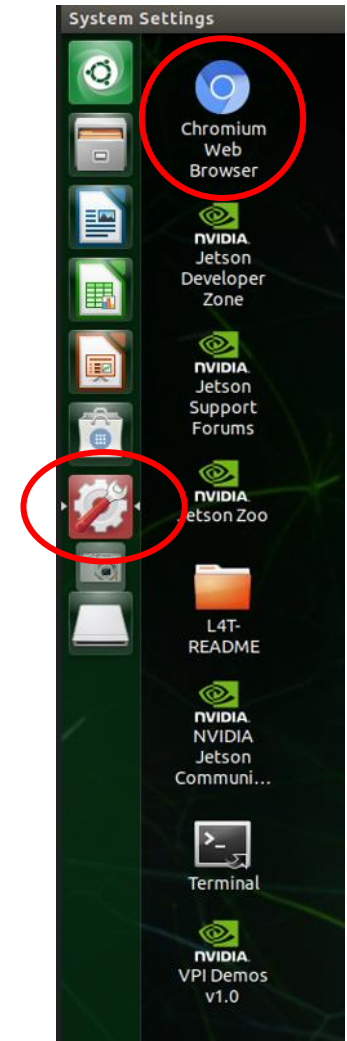 System Settings
Chromium
Web
Browser
NVIDIA.
Jetson
Developer
Zone
NVIDIA.
Jetson
Support
Forums
NVIDIA.
Jetson Zoo
L4T-
README
NVIDIA.
NVIDIA
Jetson
Communi...
>_
Terminal
NVIDIA.
VPI Demos
v1.0